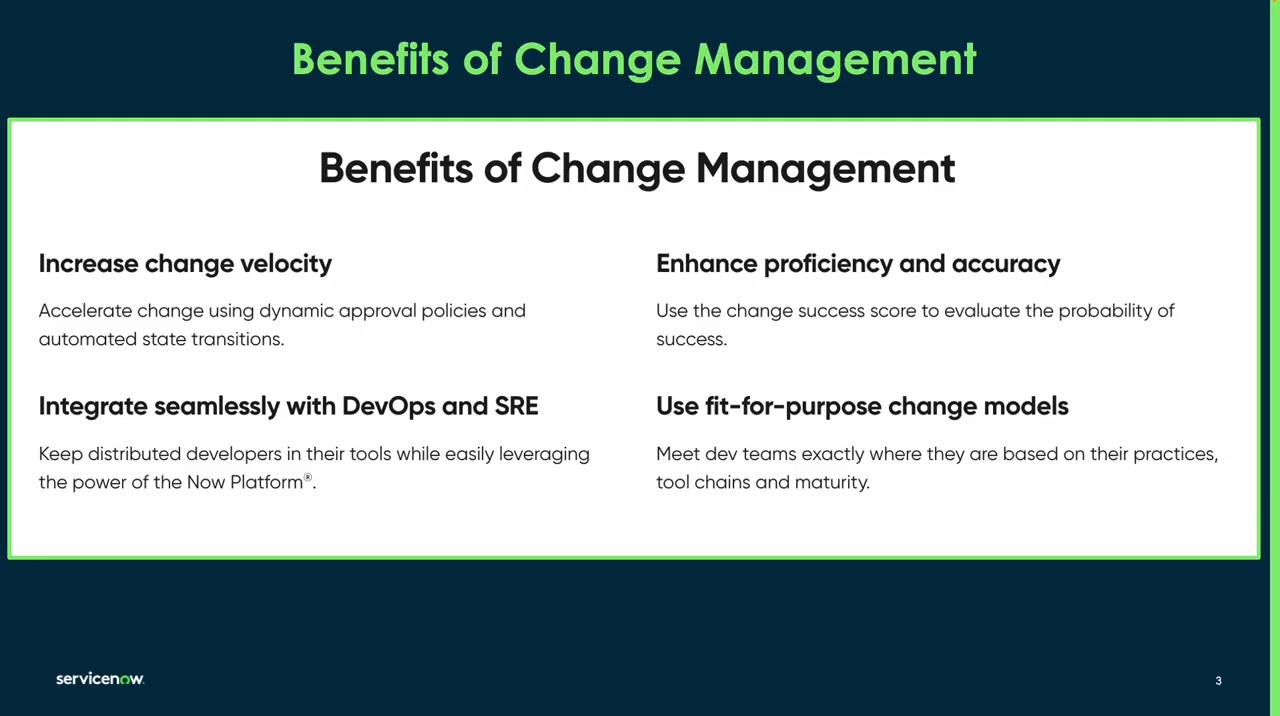 Benefits of Change Management
Benefits of Change Management
Increase change velocity
Accelerate change using dynamic approval policies and
automated state transitions.
Enhance proficiency and accuracy
Use the change success score to evaluate the probability of
success.
Integrate seamlessly with DevOps and SRE
Keep distributed developers in their tools while easily leveraging
the power of the Now Platform®.
Use fit-for-purpose change models
Meet dev teams exactly where they are based on their practices,
tool chains and maturity.
servicenow
3